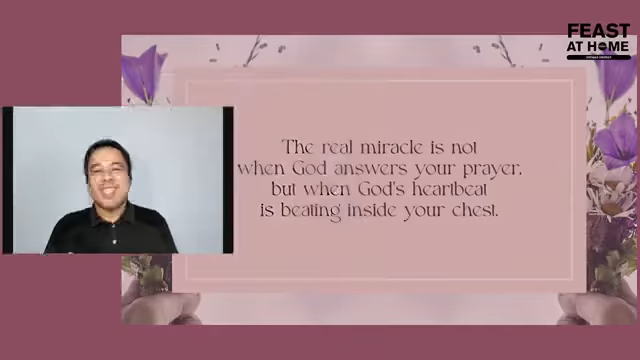 FEAST
AT HOME
The real miracle is not
when God answers your prayer,
but when God's heartbeat
is beating inside your chest.